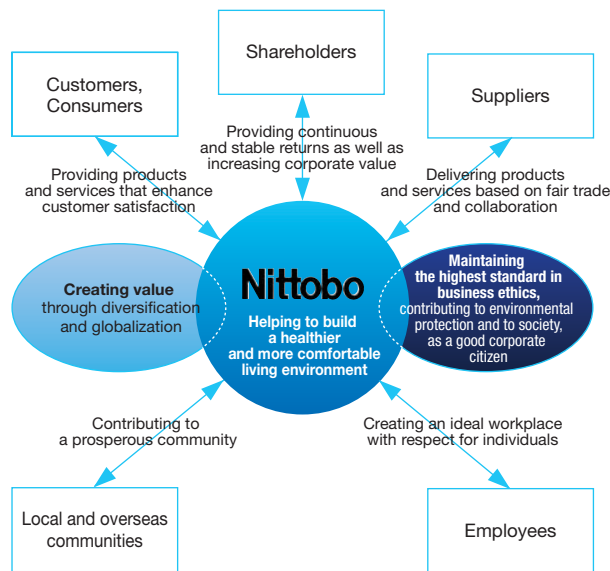 Shareholders
Customers,
Consumers
Suppliers
Providing continuous
and stable returns as well as
increasing corporate value
Providing products
and services that enhance
customer satisfaction
Delivering products
and services based on fair trade
and collaboration
Creating value
through diversification
and globalization
Nittobo
Helping to build
a healthier
and more comfortable
living environment
Maintaining
the highest standard in
business ethics,
contributing to environmental
protection and to society,
as a good corporate
citizen
Contributing to
a prosperous community
Creating an ideal workplace
with respect for individuals
Local and overseas
communities
Employees